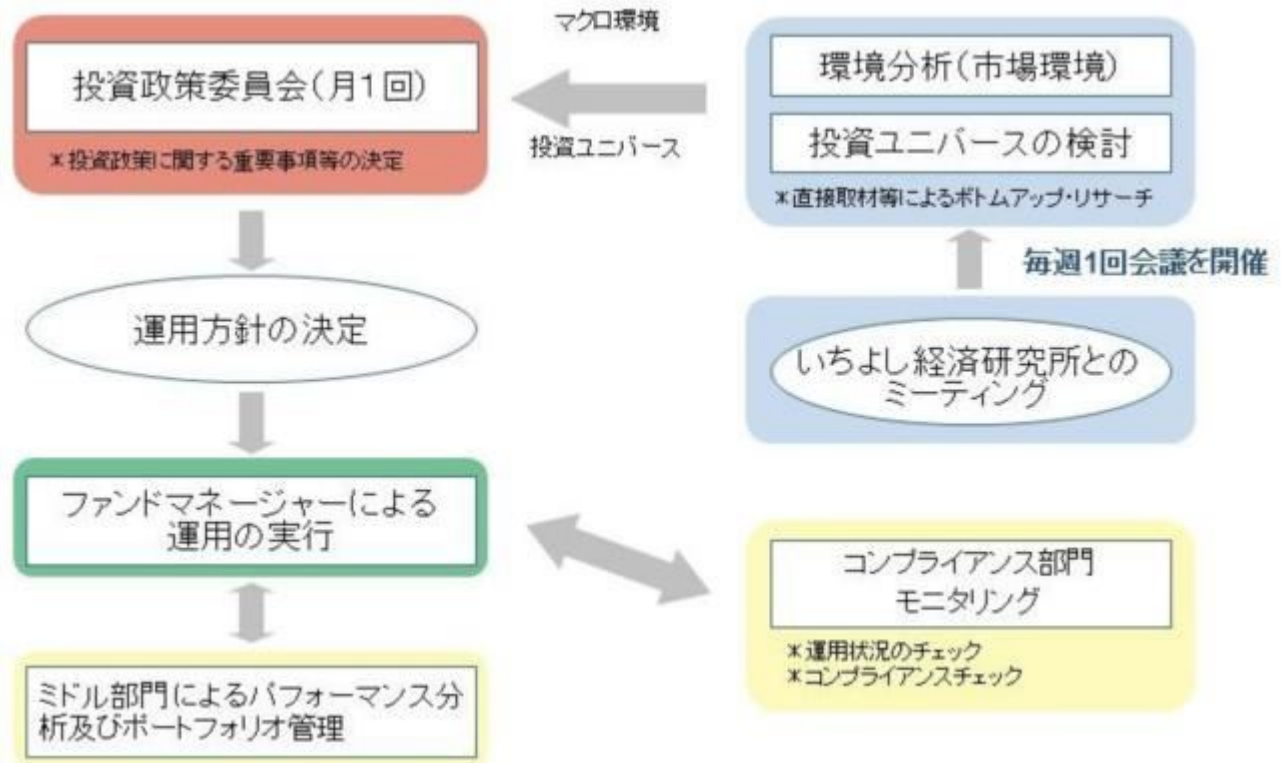 マクロ環境
投資政策委員会(月1回)
*投資政策に関する重要事項等の決定
投資ユニバース
環境分析(市場環境)
投資ユニバースの検討
*直接取材等によるボトムアップ・リサーチ
毎週1回会議を開催
いちよし経済研究所との
ミーティング
運用方針の決定
ファンドマネージャーによる
運用の実行
コンプライアンス部門
モニタリング
*運用状況のチェック
*コンプライアンスチェック
ミドル部門によるパフォーマンス分
析及びポートフォリオ管理